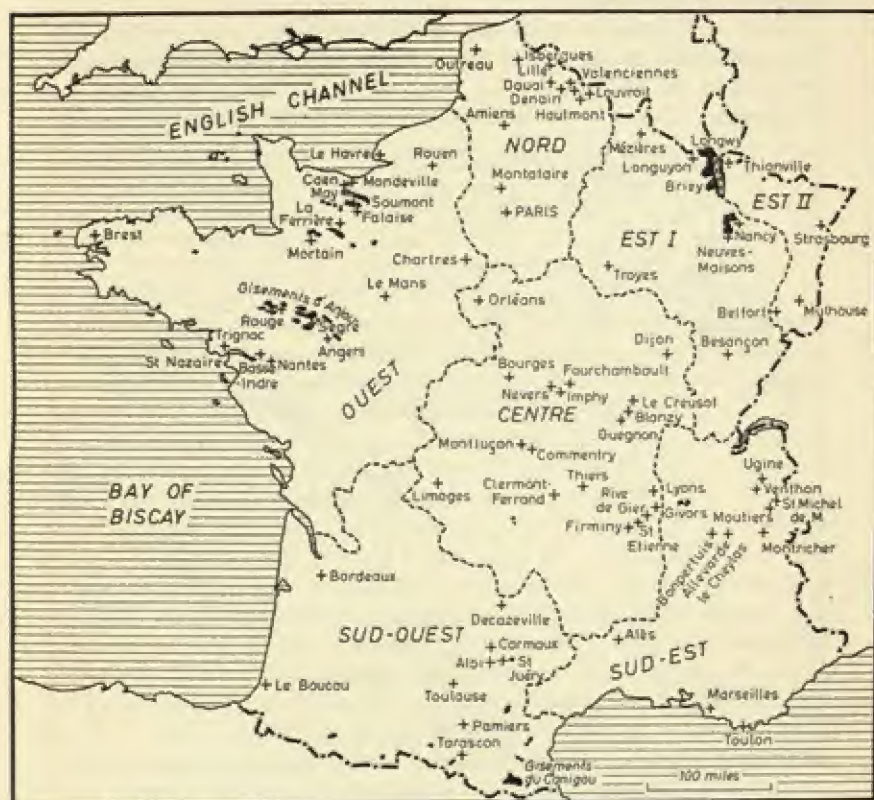 ENGLISH CHANNEL
BAY OF
BISCAY
NORD
EST I
EST II
OUEST
CENTRE
SUD-OUEST
SUD-EST
Outreau
Isbergues
Lille
Valenciennes
Douai
Louvroil
Denain
Hautmont
Amiens
Mézières
Longwy
Longuyon
Thionville
Briey
Le Havre
Rouen
Caen
Mondeville
May
Soumont
La
Ferrière
Falaise
Mortain
Montataire
PARIS
Nancy
Strasbourg
Neuves-
Maisons
Brest
Chartres
Troyes
Le Mans
Orléans
Belfort
Mulhouse
Gisements d'Anjou
Rouge
Segré
Trignac
Angers
St Nazaire
Basse
-Indre
Nantes
Dijon
Besançon
Bourges
Fourchambault
Nevers
Imphy
Le Creusot
Blanzy
Gueugnon
Montluçon
Commentry
Ugine
Limoges
Clermont-
Ferrand
Thiers
Rive
de Gier
Lyons
Givors
Venthon
St Michel
de M.
Moutiers
Firminy
St
Etienne
Montricher
Bonpertuis
Allevarde
le Cheylas
Bordeaux
Decazeville
Carmaux
Albi
St
Juéry
Alès
Le Boucau
Toulouse
Marseilles
Pamiers
Toulon
Tarascon
Gisements
du Canigou
100 miles